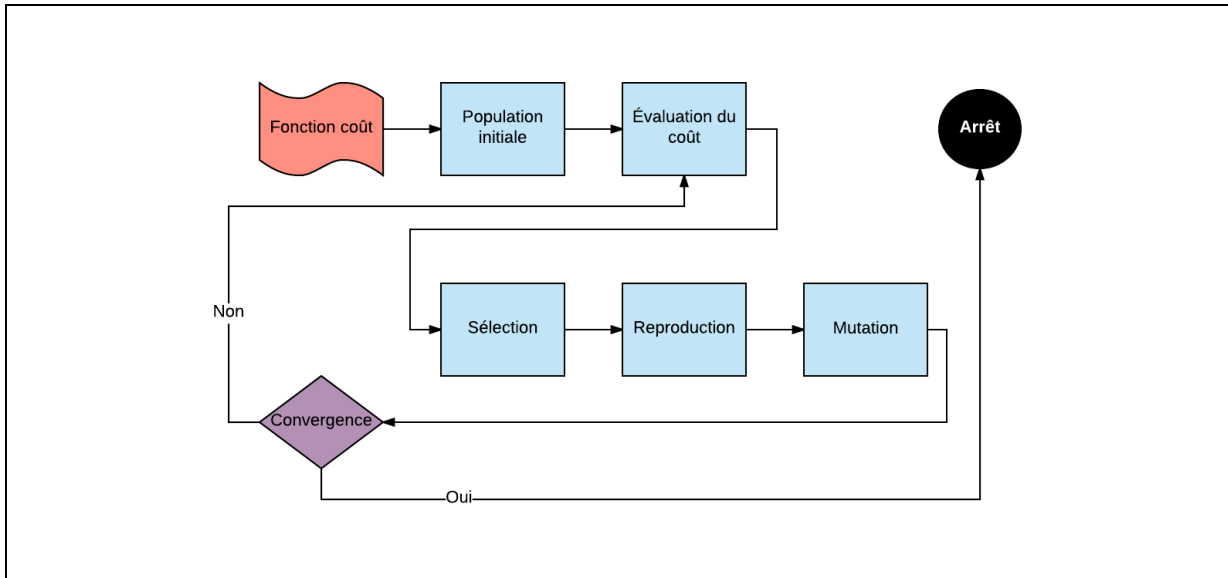 Fonction coût
Population
initiale
Évaluation du
coût
Arrêt
Non
Sélection
Reproduction
Mutation
Convergence
Oui